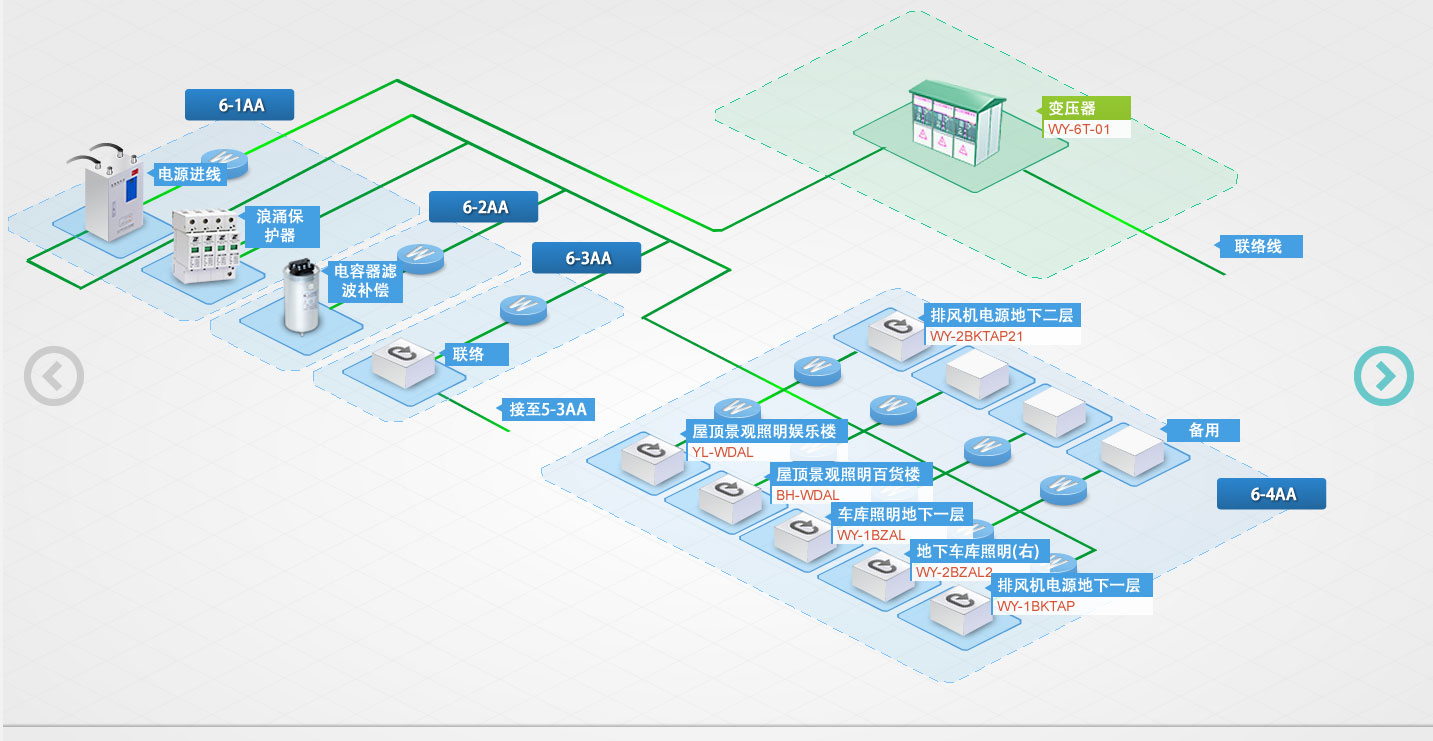 6-1AA
变压器
WY-6T-01
W
电源进线
6-2AA
浪涌保
护器
联络线
W
6-3AA
电容器滤
波补偿
W
排风机电源地下二层
WY-2BKTAP21
联络
W
接至5-3AA
W
W
屋顶景观照明娱乐楼
YL-WDAL
备用
W
屋顶景观照明百货楼
BH-WDAL
W
6-4AA
车库照明地下一层
WY-1BZAL
W
地下车库照明(右)
WY-2BZAL2
W
排风机电源地下一层
WY-1BKTAP